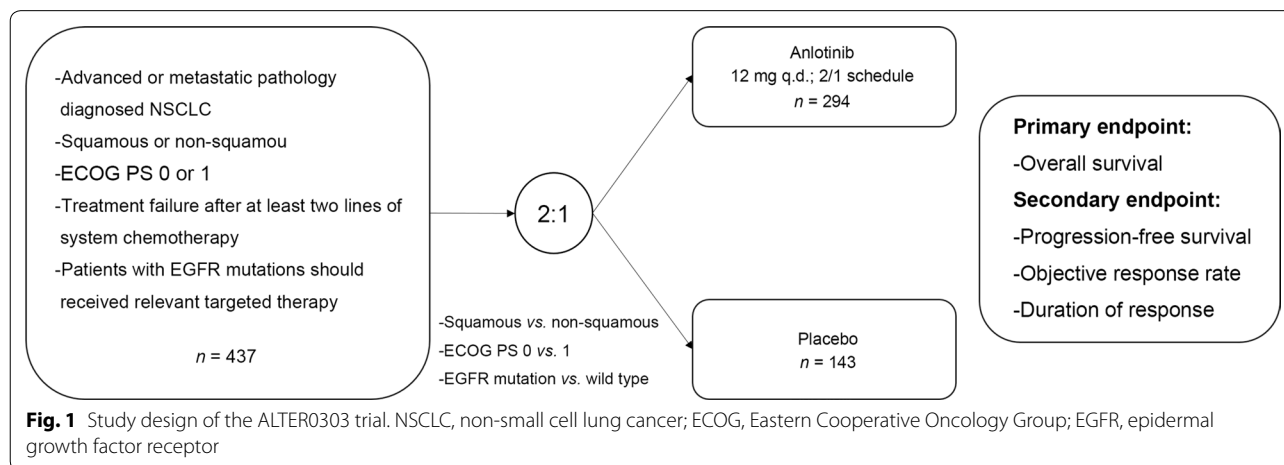 -Advanced or metastatic pathology
diagnosed NSCLC
-Squamous or non-squamou
-ECOG PS 0 or 1
-Treatment failure after at least two lines of
system chemotherapy
-Patients with EGFR mutations should
received relevant targeted therapy
n = 437
2:1
-Squamous vs. non-squamous
-ECOG PS 0 vs. 1
-EGFR mutation vs. wild type
Anlotinib
12 mg q.d.; 2/1 schedule
n = 294
Placebo
n = 143
Primary endpoint:
-Overall survival
Secondary endpoint:
-Progression-free survival
-Objective response rate
-Duration of response
Fig. 1 Study design of the ALTER0303 trial. NSCLC, non-small cell lung cancer; ECOG, Eastern Cooperative Oncology Group; EGFR, epidermal
growth factor receptor